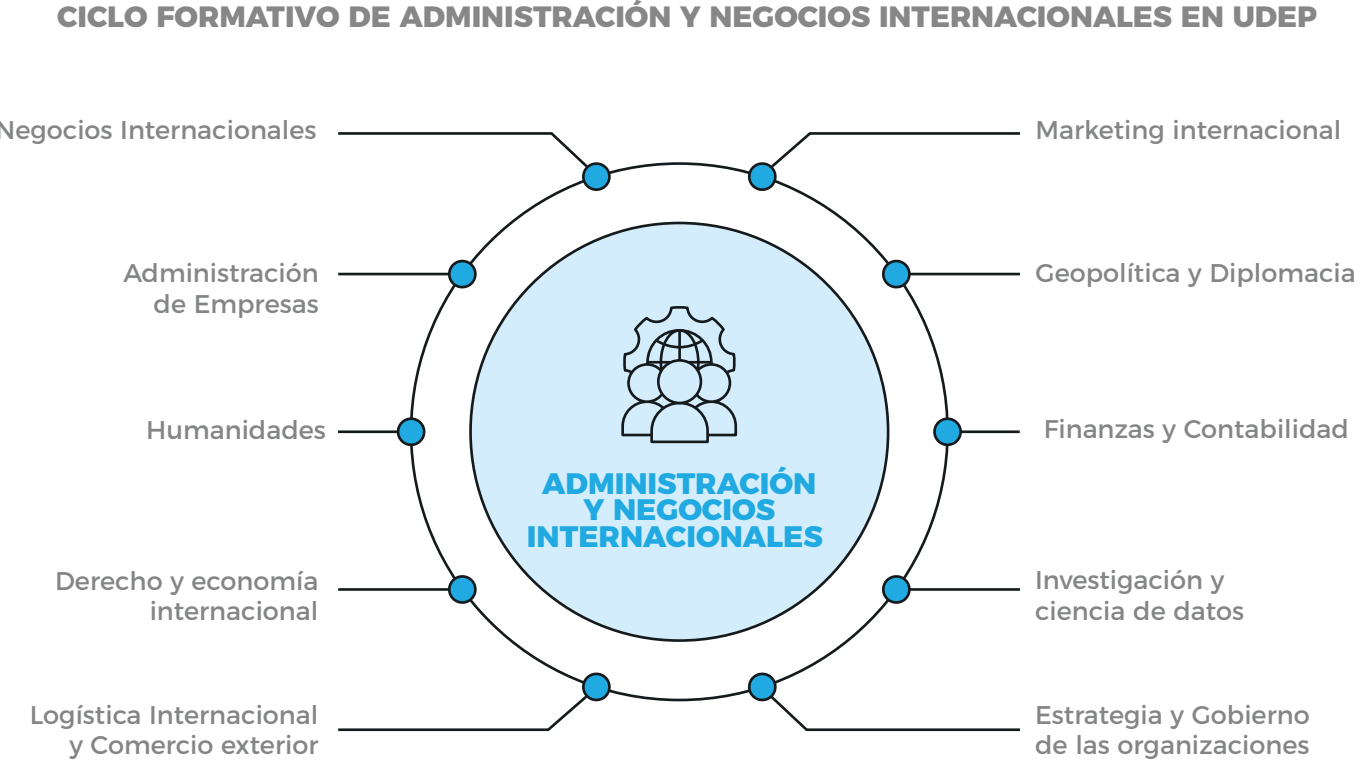 CICLO FORMATIVO DE ADMINISTRACIÓN Y NEGOCIOS INTERNACIONALES EN UDEP
Negocios Internacionales
Marketing internacional
Administración
de Empresas
Geopolítica y Diplomacia
Humanidades
Finanzas y Contabilidad
ADMINISTRACIÓN
Y NEGOCIOS
INTERNACIONALES
Derecho y economía
internacional
Investigación y
ciencia de datos
Logística Internacional
y Comercio exterior
Estrategia y Gobierno
de las organizaciones